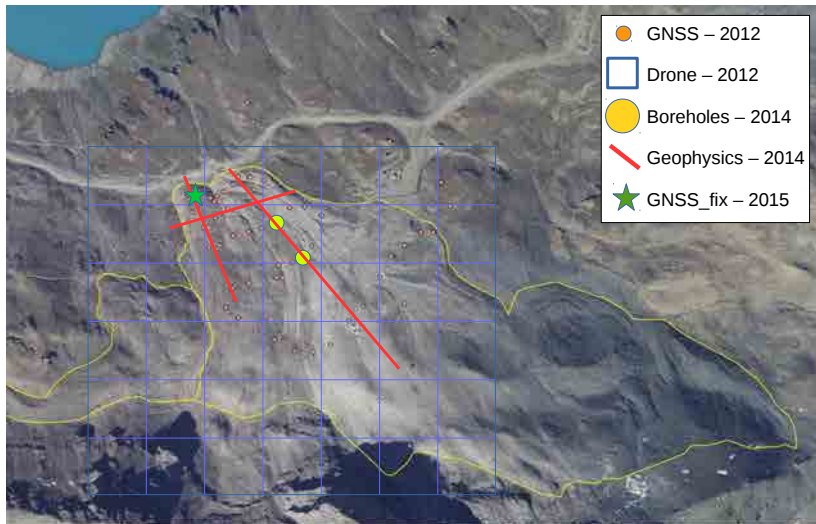 GNSS – 2012
Drone – 2012
Boreholes – 2014
Geophysics – 2014
GNSS_fix – 2015